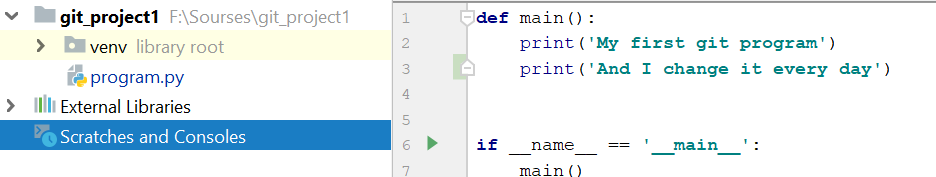 git_project1 F:\Sourses\git_project1
venv library root
program.py
External Libraries
Scratches and Consoles
1 def main():
2 print('My first git program')
3 print('And I change it every day')
4
5
6 if __name__ == '__main__':
7 main()